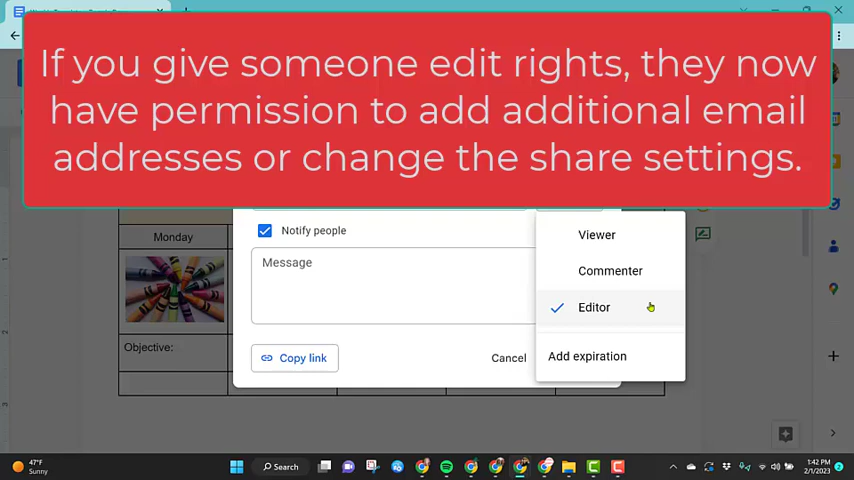 If you give someone edit rights, they now
have permission to add additional email
addresses or change the share settings.
Monday
Notify people
Viewer
Message
Commenter
Editor
Objective:
Copy link
Cancel
Add expiration
47°F
Sunny
Search
1:42 PM
2/1/2023